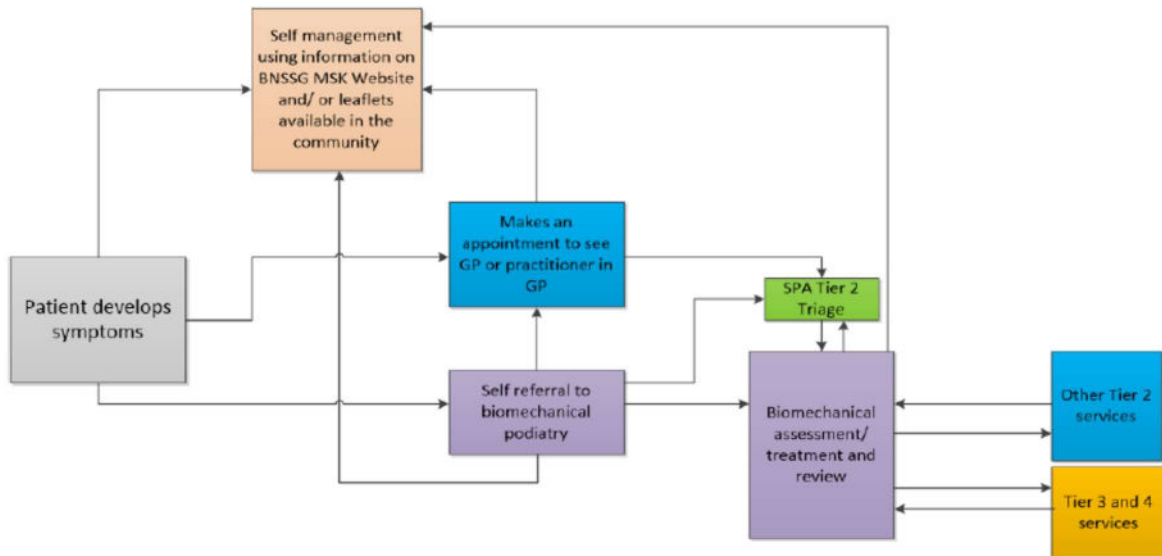 Self management
using information on
BNSSG MSK Website
and/ or leaflets
available in the
community
Makes an
appointment to see
GP or practitioner in
GP
Patient develops
symptoms
SPA Tier 2
Triage
Self referral to
biomechanical
podiatry
Biomechanical
assessment/
treatment and
review
Other Tier 2
services
Tier 3 and 4
services